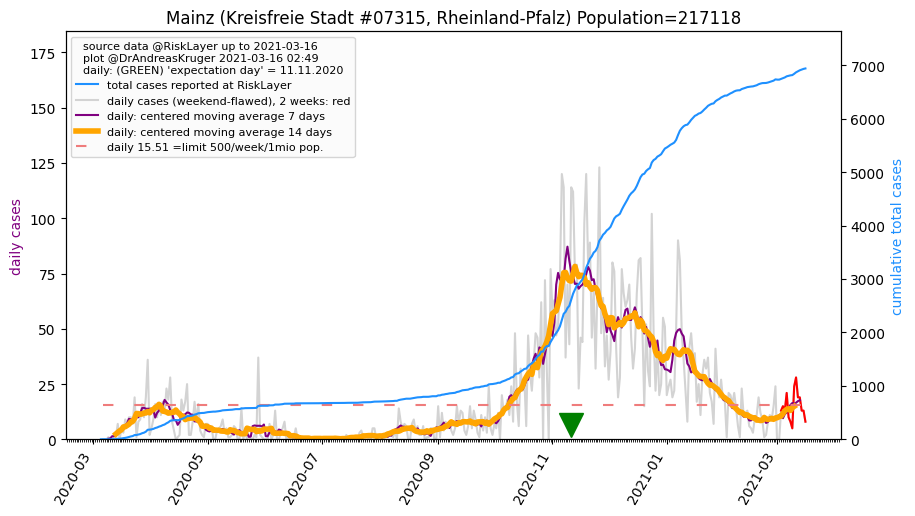 Mainz (Kreisfreie Stadt #07315, Rheinland-Pfalz) Population=217118
source data @RiskLayer up to 2021-03-16
plot @DrAndreasKruger 2021-03-16 02:49
daily: (GREEN) 'expectation day' = 11.11.2020
total cases reported at RiskLayer
daily cases (weekend-flawed), 2 weeks: red
daily: centered moving average 7 days
daily: centered moving average 14 days
daily 15.51 =limit 500/week/1mio pop.
daily cases
175
150
125
100
75
50
25
0
cumulative total cases
7000
6000
5000
4000
3000
2000
1000
0
2020-03
2020-05
2020-07
2020-09
2020-11
2021-01
2021-03